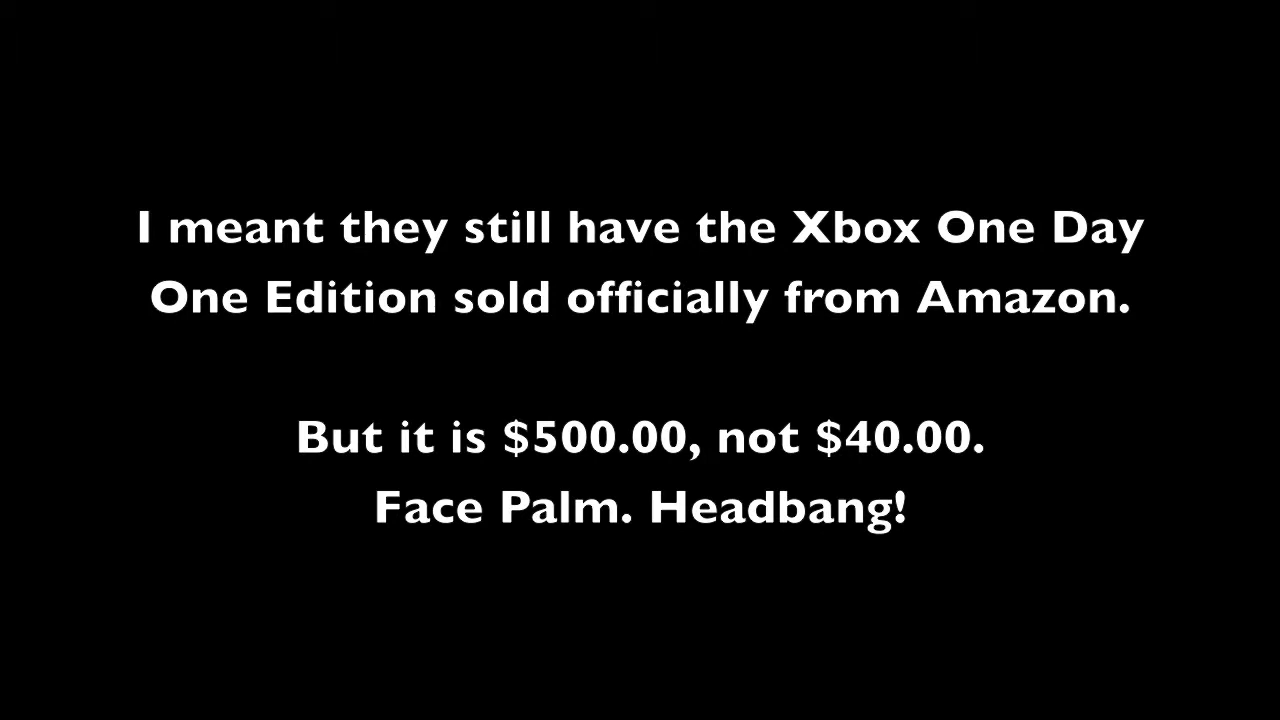 I meant they still have the Xbox One Day
One Edition sold officially from Amazon.
But it is $500.00, not $40.00.
Face Palm. Headbang!